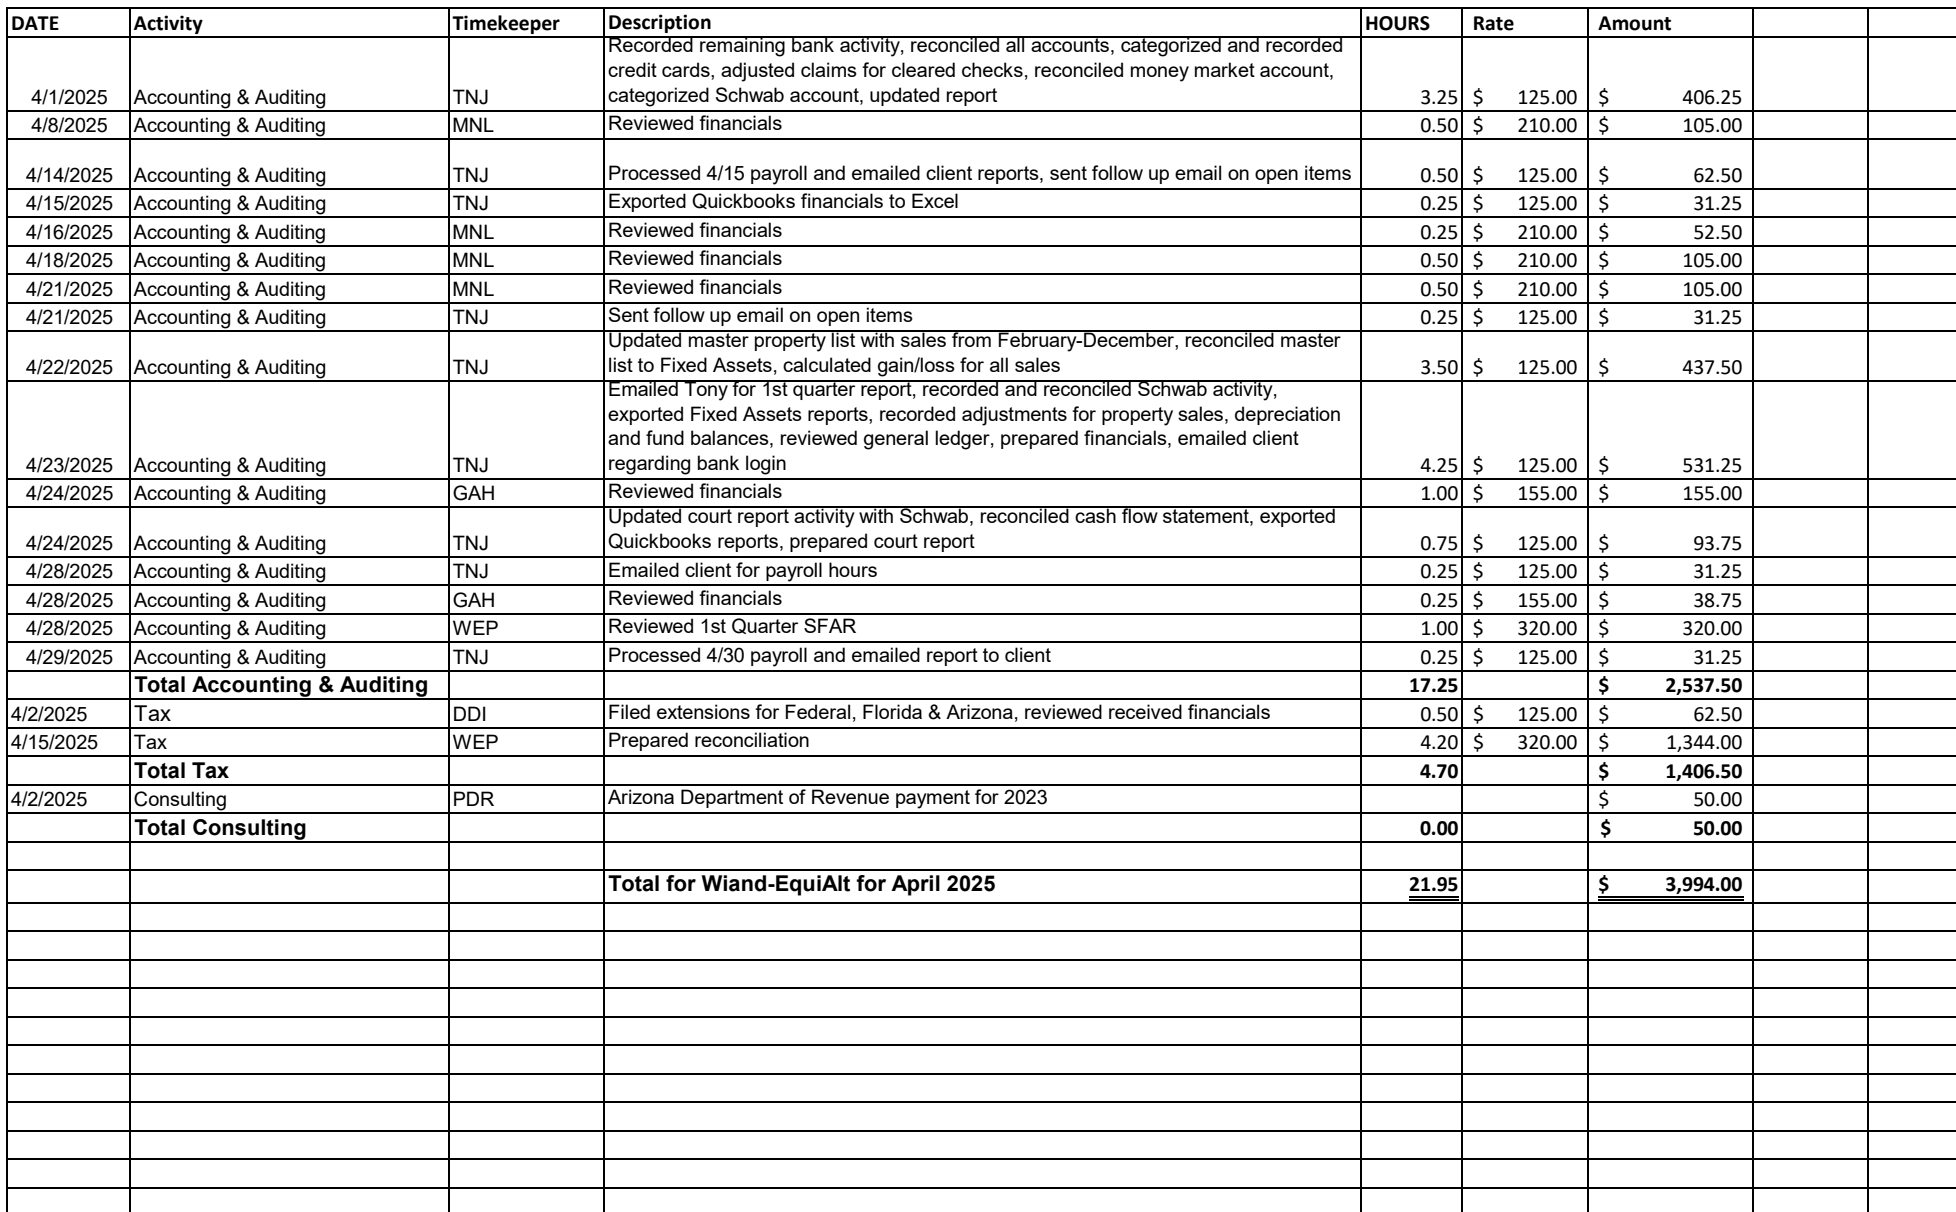 DATE Activity Timekeeper Description HOURS Rate Amount
Recorded remaining bank activity, reconciled all accounts, categorized and recorded
credit cards, adjusted claims for cleared checks, reconciled money market account,
4/1/2025 Accounting & Auditing TNJ categorized Schwab account, updated report 3.25 $ 125.00 $ 406.25
4/8/2025 Accounting & Auditing MNL Reviewed financials 0.50 $ 210.00 $ 105.00
4/14/2025 Accounting & Auditing TNJ Processed 4/15 payroll and emailed client reports, sent follow up email on open items 0.50 $ 125.00 $ 62.50
4/15/2025 Accounting & Auditing TNJ Exported Quickbooks financials to Excel 0.25 $ 125.00 $ 31.25
4/16/2025 Accounting & Auditing MNL Reviewed financials 0.25 $ 210.00 $ 52.50
4/18/2025 Accounting & Auditing MNL Reviewed financials 0.50 $ 210.00 $ 105.00
4/21/2025 Accounting & Auditing MNL Reviewed financials 0.50 $ 210.00 $ 105.00
4/21/2025 Accounting & Auditing TNJ Sent follow up email on open items 0.25 $ 125.00 $ 31.25
Updated master property list with sales from February-December, reconciled master
4/22/2025 Accounting & Auditing TNJ list to Fixed Assets, calculated gain/loss for all sales 3.50 $ 125.00 $ 437.50
Emailed Tony for 1st quarter report, recorded and reconciled Schwab activity,
exported Fixed Assets reports, recorded adjustments for property sales, depreciation
and fund balances, reviewed general ledger, prepared financials, emailed client
4/23/2025 Accounting & Auditing TNJ regarding bank login 4.25 $ 125.00 $ 531.25
4/24/2025 Accounting & Auditing GAH Reviewed financials 1.00 $ 155.00 $ 155.00
Updated court report activity with Schwab, reconciled cash flow statement, exported
4/24/2025 Accounting & Auditing TNJ Quickbooks reports, prepared court report 0.75 $ 125.00 $ 93.75
4/28/2025 Accounting & Auditing TNJ Emailed client for payroll hours 0.25 $ 125.00 $ 31.25
4/28/2025 Accounting & Auditing GAH Reviewed financials 0.25 $ 155.00 $ 38.75
4/28/2025 Accounting & Auditing WEP Reviewed 1st Quarter SFAR 1.00 $ 320.00 $ 320.00
4/29/2025 Accounting & Auditing TNJ Processed 4/30 payroll and emailed report to client 0.25 $ 125.00 $ 31.25
Total Accounting & Auditing 17.25 $ 2,537.50
4/2/2025 Tax DDI Filed extensions for Federal, Florida & Arizona, reviewed received financials 0.50 $ 125.00 $ 62.50
4/15/2025 Tax WEP Prepared reconciliation 4.20 $ 320.00 $ 1,344.00
Total Tax 4.70 $ 1,406.50
4/2/2025 Consulting PDR Arizona Department of Revenue payment for 2023 $ 50.00
Total Consulting 0.00 $ 50.00
Total for Wiand-EquiAlt for April 2025 21.95 $ 3,994.00